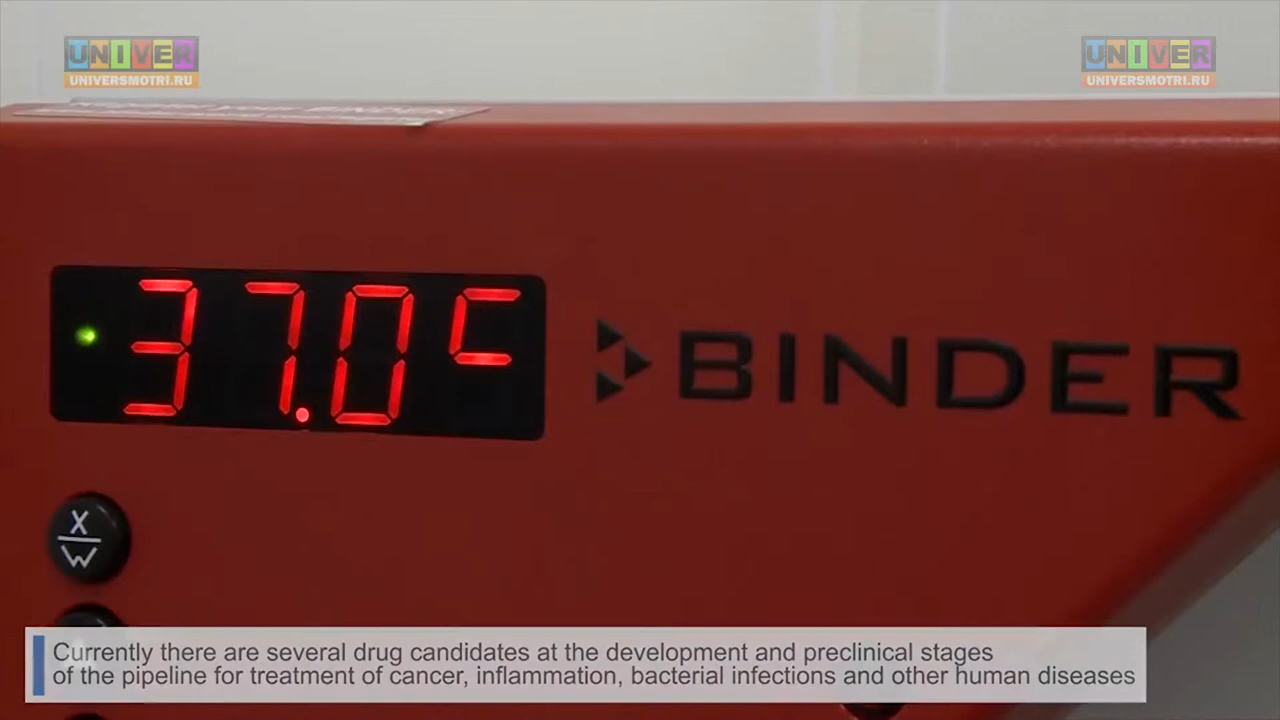 UNIVER
UNIVERSMOTRI.RU
UNIVER
UNIVERSMOTRI.RU
BINDER
37.0C
BINDER
X
W
Currently there are several drug candidates at the development and preclinical stages
of the pipeline for treatment of cancer, inflammation, bacterial infections and other human diseases